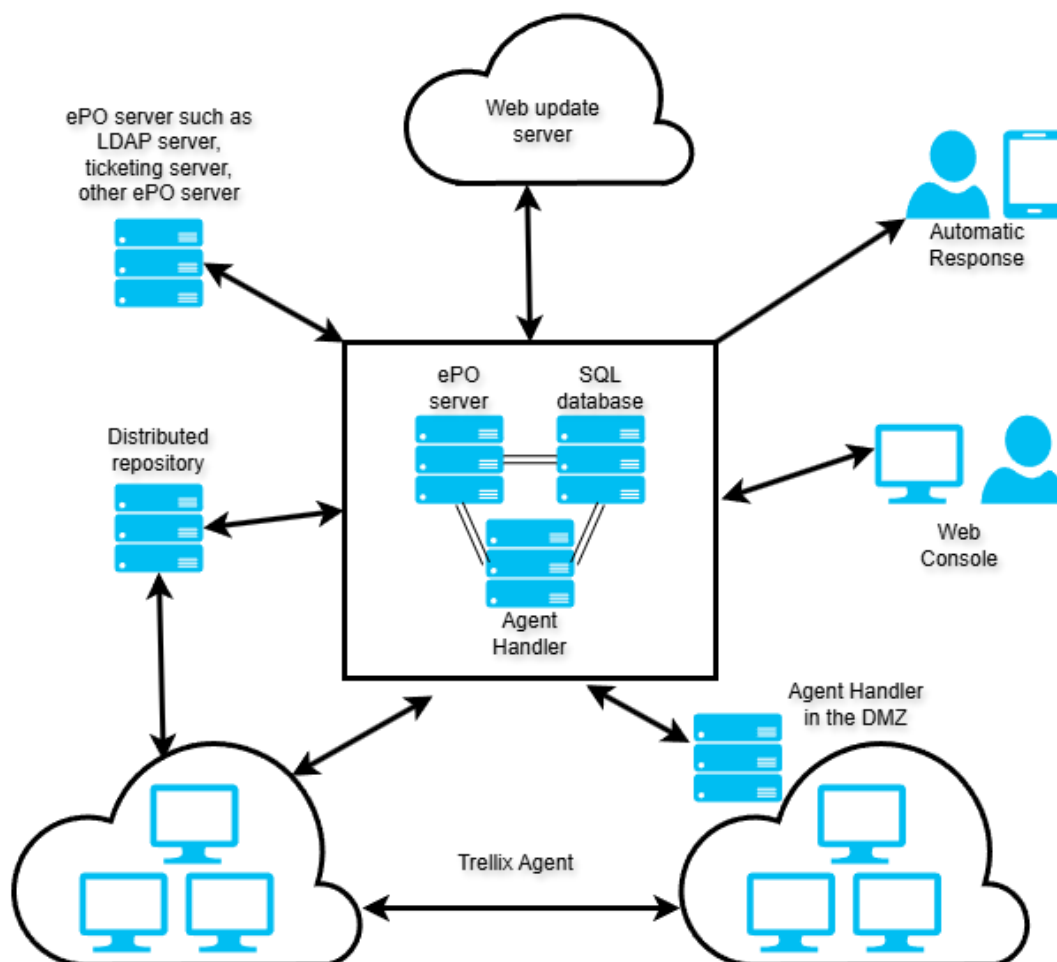 Web update
server
ePO server such as
LDAP server,
ticketing server,
other ePO server
Automatic
Response
ePO
server
SQL
database
Distributed
repository
Web
Console
Agent
Handler
Agent Handler
in the DMZ
Trellix Agent